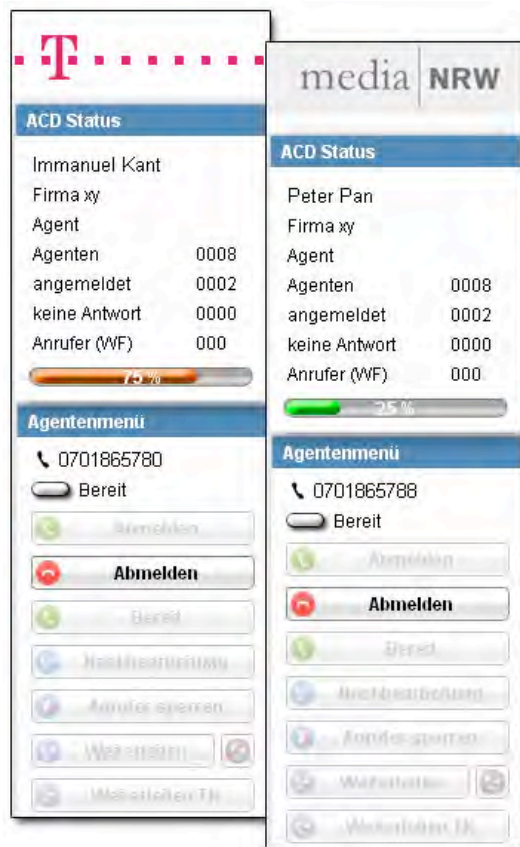 T
ACD Status
Immanuel Kant
Firma xy
Agent
Agenten 0008
angemeldet 0002
keine Antwort 0000
Anrufer (WF) 000
75 %
Agentenmenü
0701865780
Bereit
Anmelden
Abmelden
Bereit
Nachbearbeitung
Anrufer sperren
Weiterleiten
Weiterleiten TK
media NRW
ACD Status
Peter Pan
Firma xy
Agent
Agenten 0008
angemeldet 0002
keine Antwort 0000
Anrufer (WF) 000
25 %
Agentenmenü
0701865788
Bereit
Anmelden
Abmelden
Bereit
Nachbearbeitung
Anrufer sperren
Weiterleiten
Weiterleiten TK